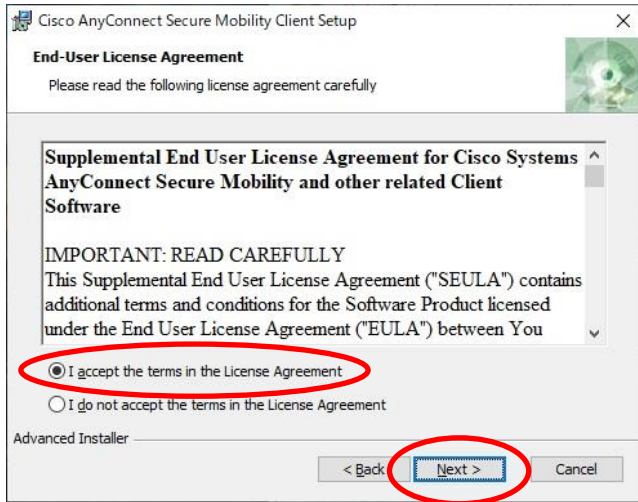 Cisco AnyConnect Secure Mobility Client Setup
End-User License Agreement
Please read the following license agreement carefully
Supplemental End User License Agreement for Cisco Systems
AnyConnect Secure Mobility and other related Client
Software
IMPORTANT: READ CAREFULLY
This Supplemental End User License Agreement ("SEULA") contains
additional terms and conditions for the Software Product licensed
under the End User License Agreement ("EULA") between You
I accept the terms in the License Agreement
I do not accept the terms in the License Agreement
Advanced Installer
< Back Next > Cancel